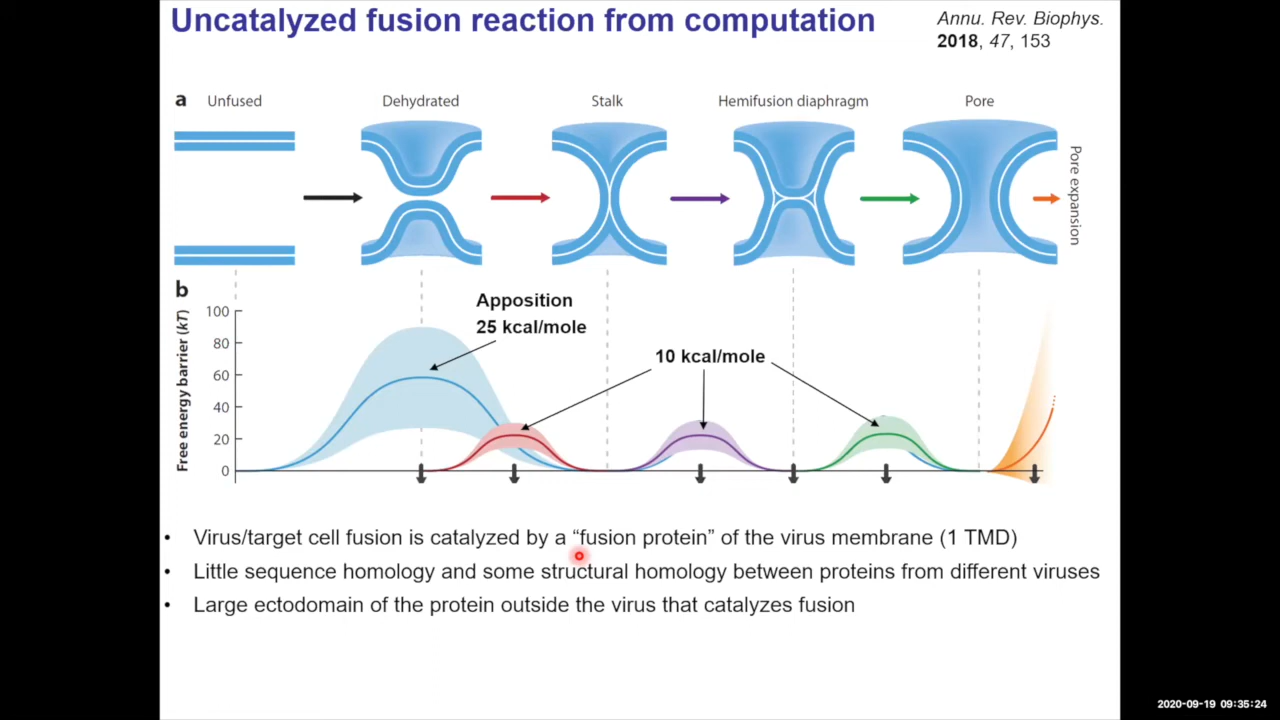 Uncatalyzed fusion reaction from computation
Annu. Rev. Biophys.
2018, 47, 153
a
Unfused
Dehydrated
Stalk
Hemifusion diaphragm
Pore
Pore expansion
b
Free energy barrier (kT)
100
80
60
40
20
0
Apposition
25 kcal/mole
10 kcal/mole
• Virus/target cell fusion is catalyzed by a “fusion protein” of the virus membrane (1 TMD)
• Little sequence homology and some structural homology between proteins from different viruses
• Large ectodomain of the protein outside the virus that catalyzes fusion
2020-09-19 09:35:24